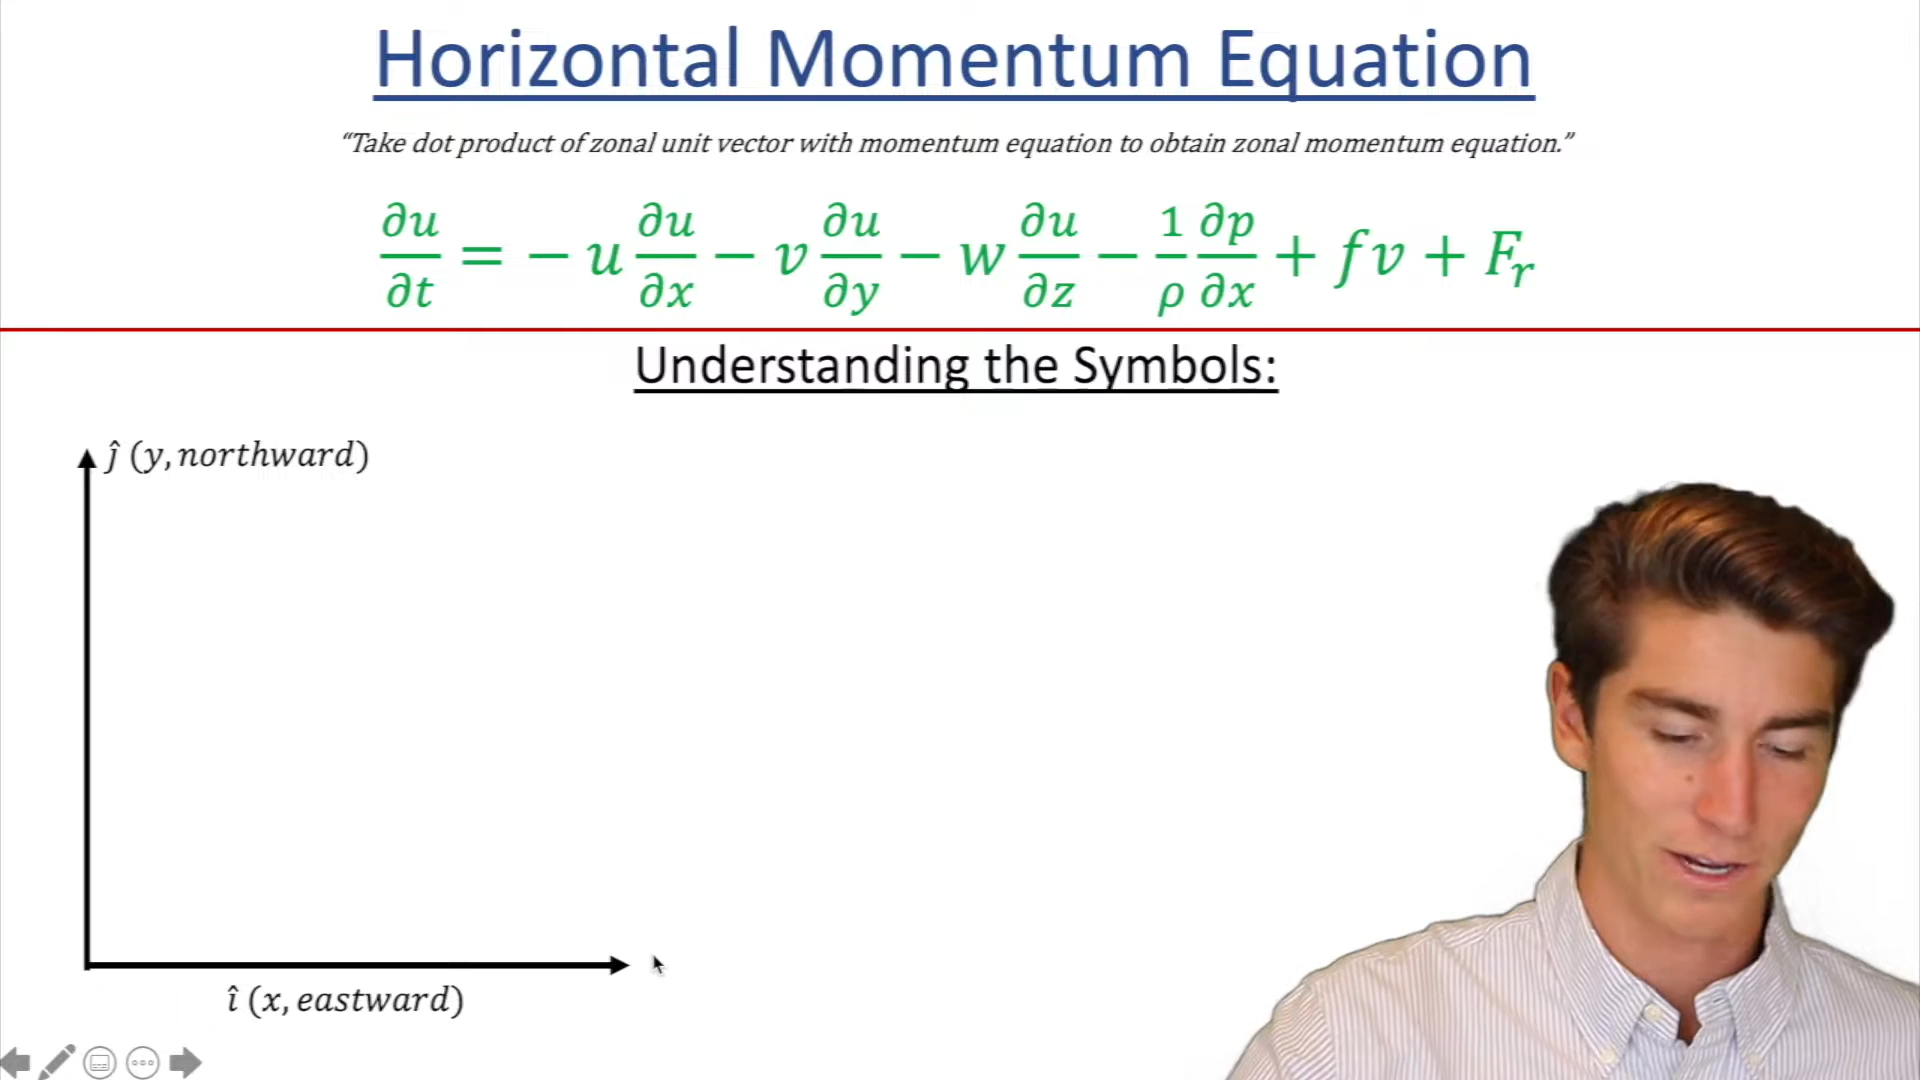 Horizontal Momentum Equation
“Take dot product of zonal unit vector with momentum equation to obtain zonal momentum equation.”
∂u/∂t = − u ∂u/∂x − v ∂u/∂y − w ∂u/∂z − 1/ρ ∂p/∂x + fv + Fᵣ
Understanding the Symbols:
ĵ (y, northward)
î (x, eastward)